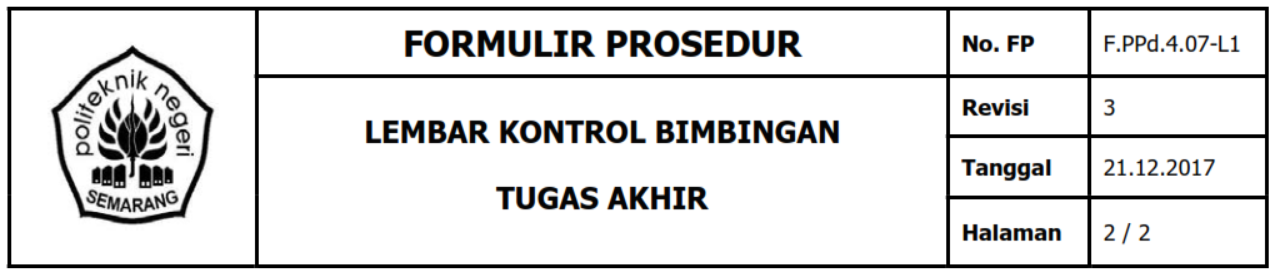 politeknik negeri
SEMARANG
FORMULIR PROSEDUR
LEMBAR KONTROL BIMBINGAN
TUGAS AKHIR
No. FP F.PPd.4.07-L1
Revisi 3
Tanggal 21.12.2017
Halaman 2 / 2